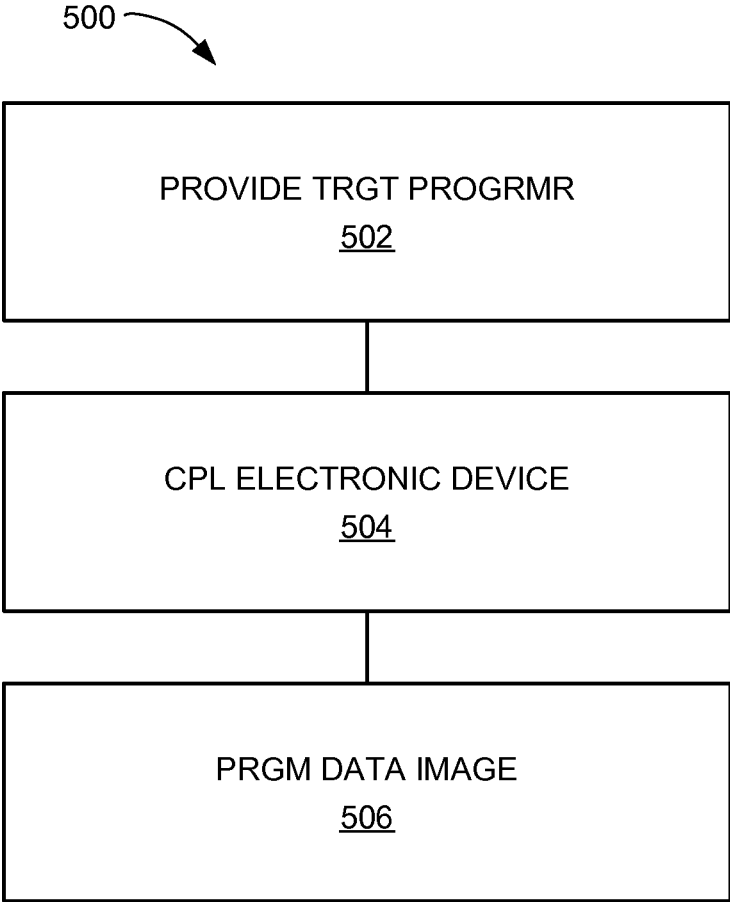 500
PROVIDE TRGT PROGRMR
502
CPL ELECTRONIC DEVICE
504
PRGM DATA IMAGE
506